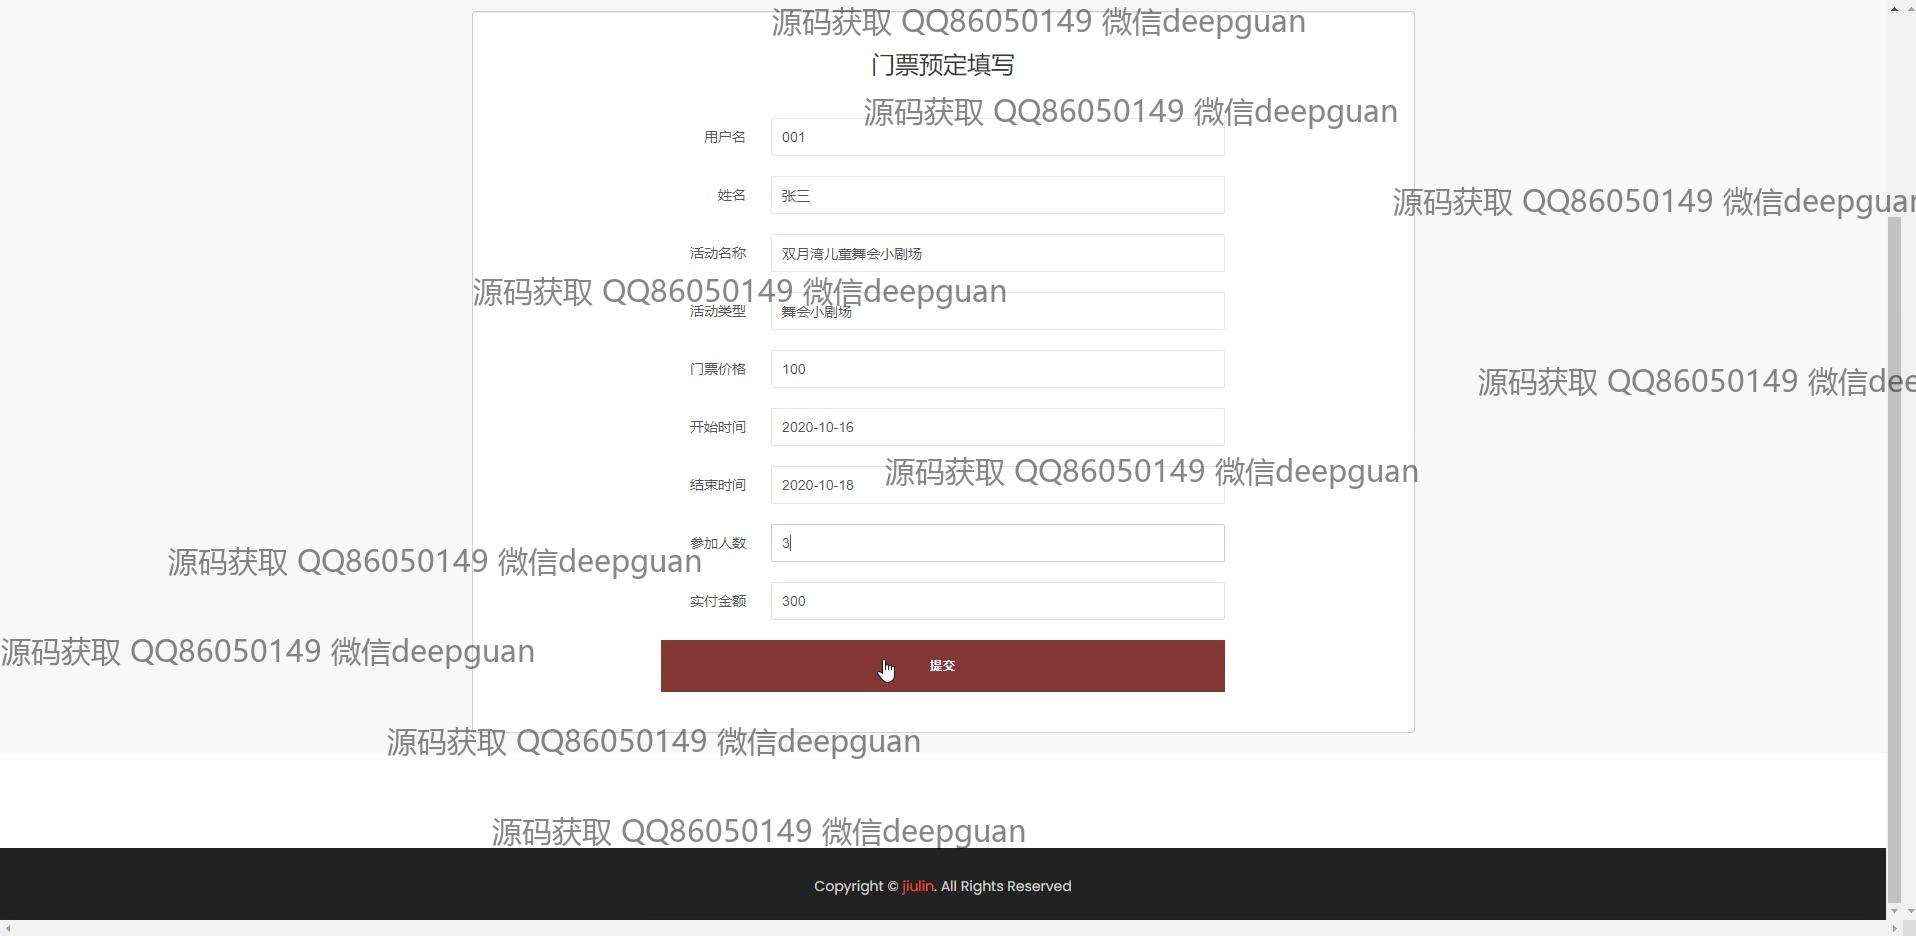 源码获取 QQ86050149 微信deepguan
门票预定填写
源码获取 QQ86050149 微信deepguan
用户名 001
姓名 张三
源码获取 QQ86050149 微信deepguan
活动名称 双月湾儿童舞会小剧场
源码获取 QQ86050149 微信deepguan
活动类型 舞会小剧场
门票价格 100
源码获取 QQ86050149 微信dee
开始时间 2020-10-16
源码获取 QQ86050149 微信deepguan
结束时间 2020-10-18
参加人数 3
源码获取 QQ86050149 微信deepguan
实付金额 300
源码获取 QQ86050149 微信deepguan
提交
源码获取 QQ86050149 微信deepguan
源码获取 QQ86050149 微信deepguan
Copyright © jiulin. All Rights Reserved